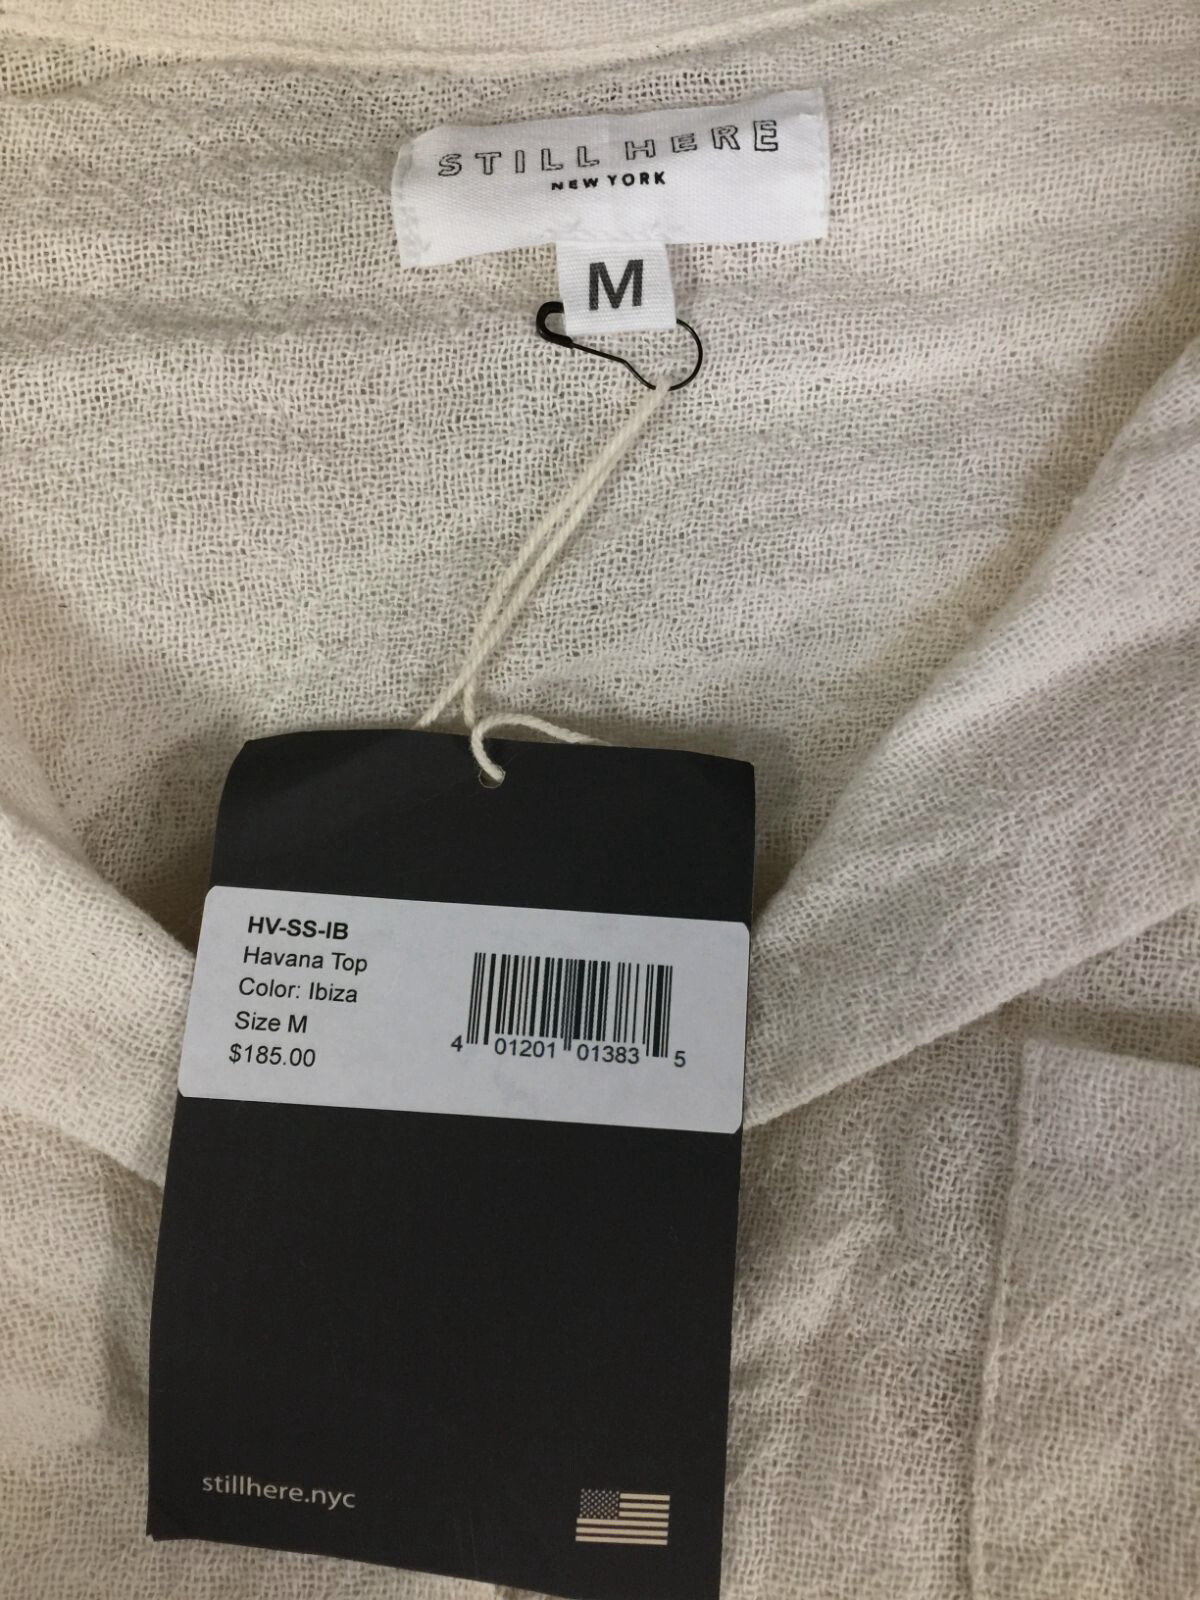 STILL HERE
NEW YORK
M
HV-SS-IB
Havana Top
Color: Ibiza
Size M
$185.00
4 01201 01383 5
stillhere.nyc